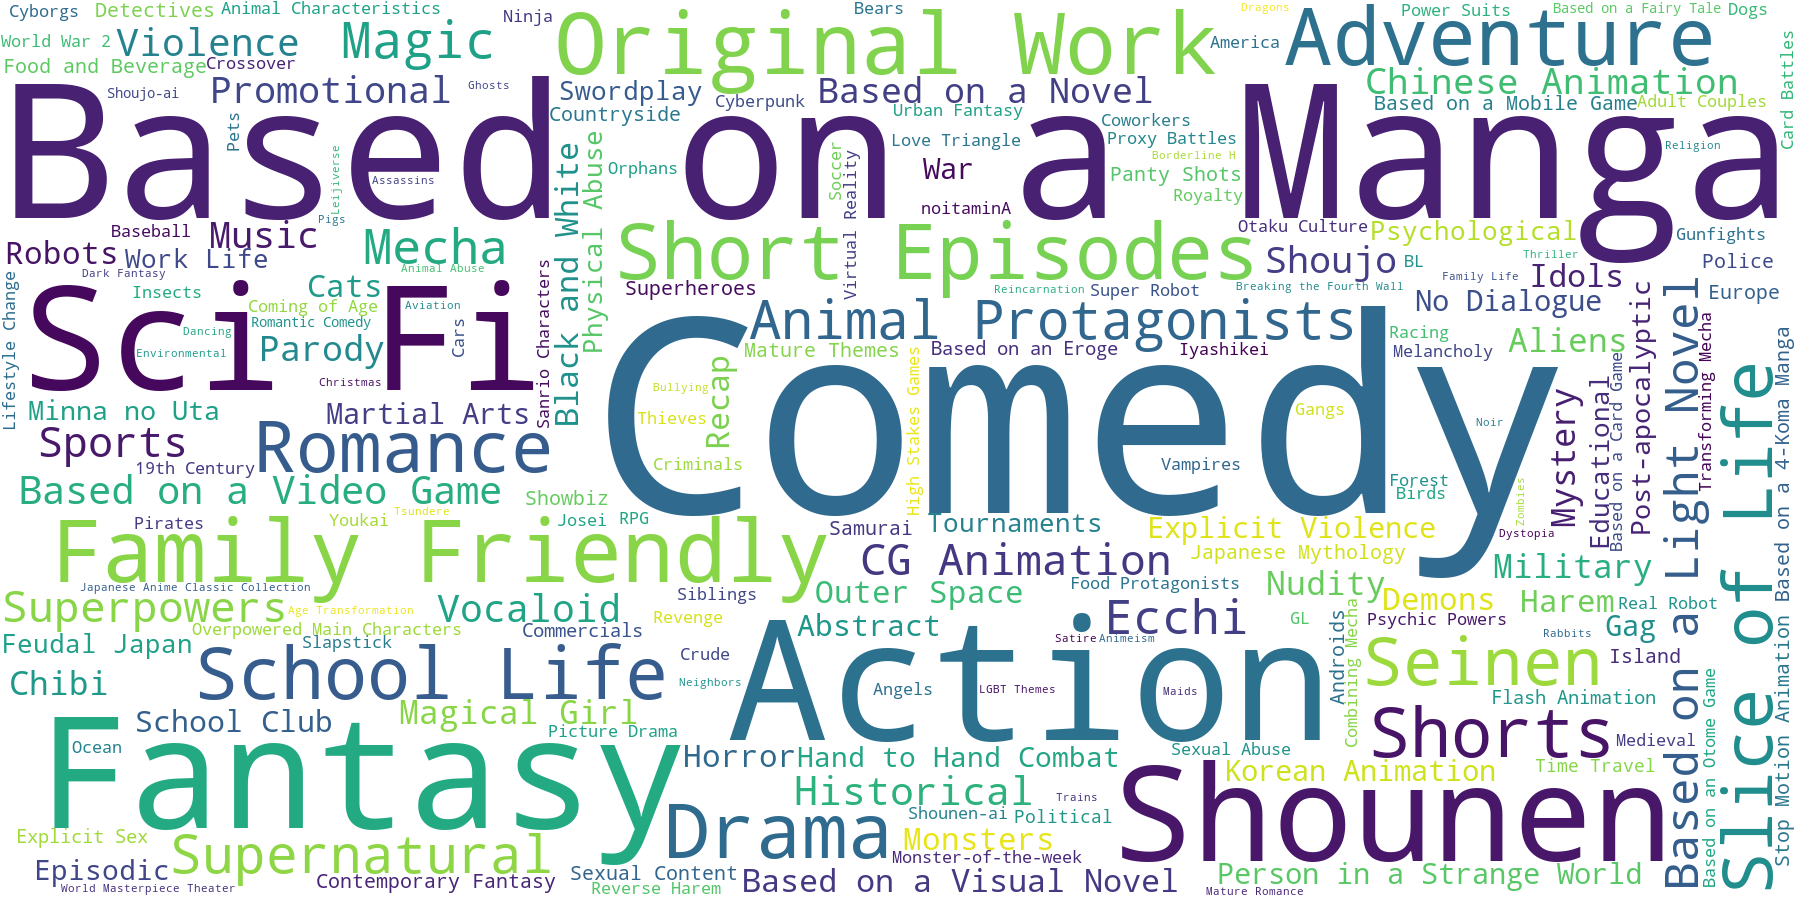 Cyborgs
Detectives
Animal Characteristics
Ninja
Original Work
Bears
Dragons
Power Suits
Based on a Fairy Tale
Dogs
World War 2
Violence
Magic
America
Adventure
Food and Beverage
Crossover
Shoujo-ai
Promotional
Ghosts
Swordplay
Cyberpunk
Based on a Novel
Chinese Animation
Based on a Mobile Game
Adult Couples
Card Battles
Countryside
Urban Fantasy
Coworkers
Based on a Manga
Pets
Leijiverse
Assassins
Pigs
Black and White
Physical Abuse
Orphans
Love Triangle
Proxy Battles
Borderline H
Religion
Soccer
Virtual Reality
War
Panty Shots
Royalty
noitaminA
Baseball
Music
Robots
Work Life
Mecha
Short Episodes
Otaku Culture
Psychological
Gunfights
Dark Fantasy
Animal Abuse
Shoujo
BL
Thriller
Police
Family Life
Idols
Lifestyle Change
Sci Fi
Insects
Cats
Sanrio Characters
Superheroes
Reincarnation
Super Robot
Breaking the Fourth Wall
No Dialogue
Europe
Coming of Age
Aviation
Romantic Comedy
Dancing
Cars
Animal Protagonists
Racing
Aliens
Post-apocalyptic
Environmental
Parody
Mature Themes
Based on an Eroge
Iyashikei
Melancholy
Christmas
Recap
High Stakes Games
Bullying
Comedy
Based on a Card Game
Transforming Mecha
Minna no Uta
Martial Arts
Thieves
Gangs
Noir
Mystery
Educational
Based on a Light Novel
Slice of Life
Stop Motion Animation
Based on a 4-Koma Manga
Sports
Romance
19th Century
Criminals
Vampires
Forest
Birds
Zombies
Based on a Video Game
Showbiz
Pirates
Youkai
Tsundere
Josei
RPG
Samurai
Tournaments
Explicit Violence
Dystopia
Family Friendly
CG Animation
Japanese Mythology
Military
Japanese Anime Classic Collection
Siblings
Outer Space
Food Protagonists
Nudity
Superpowers
Age Transformation
Vocaloid
Demons
Harem
Real Robot
Overpowered Main Characters
Commercials
Revenge
Abstract
Ecchi
GL
Psychic Powers
Gag
Feudal Japan
Slapstick
Satire
Animeism
Androids
Combining Mecha
Rabbits
School Life
Crude
Action
Seinen
Island
Chibi
Neighbors
Angels
LGBT Themes
Maids
Flash Animation
School Club
Magical Girl
Picture Drama
Shorts
Medieval
Based on an Otome Game
Ocean
Fantasy
Horror
Hand to Hand Combat
Sexual Abuse
Korean Animation
Time Travel
Historical
Trains
Shounen
Shounen-ai
Political
Explicit Sex
Supernatural
Drama
Monsters
Monster-of-the-week
Episodic
World Masterpiece Theater
Contemporary Fantasy
Sexual Content
Reverse Harem
Based on a Visual Novel
Person in a Strange World
Mature Romance